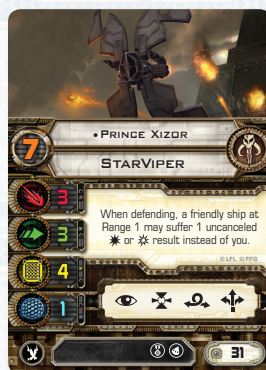 • PRINCE XIZOR
7
STARVIPER
3
When defending, a friendly ship at
3
Range 1 may suffer 1 uncanceled
or result instead of you.
©LFL ©FFG
4
1
31